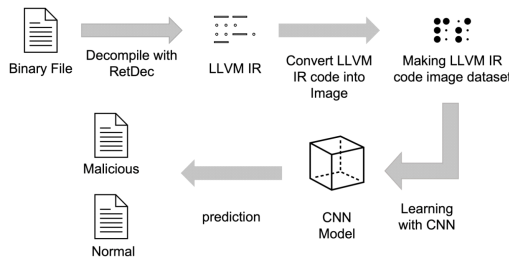 Binary File
Decompile with
RetDec
LLVM IR
Convert LLVM
IR code into
Image
Making LLVM IR
code image dataset
Malicious
Normal
prediction
CNN
Model
Learning
with CNN